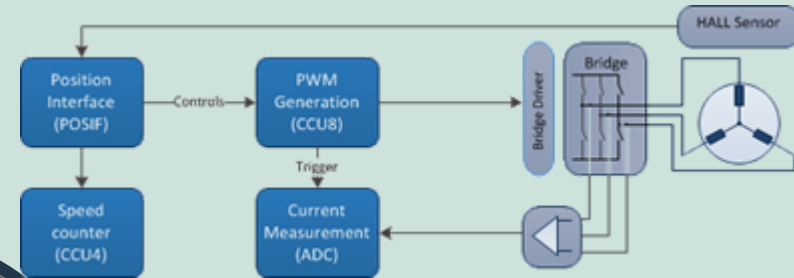 HALL Sensor
Position
Interface
(POSIF)
Controls
PWM
Generation
(CCU8)
Bridge Driver
Bridge
Trigger
Speed
counter
(CCU4)
Current
Measurement
(ADC)